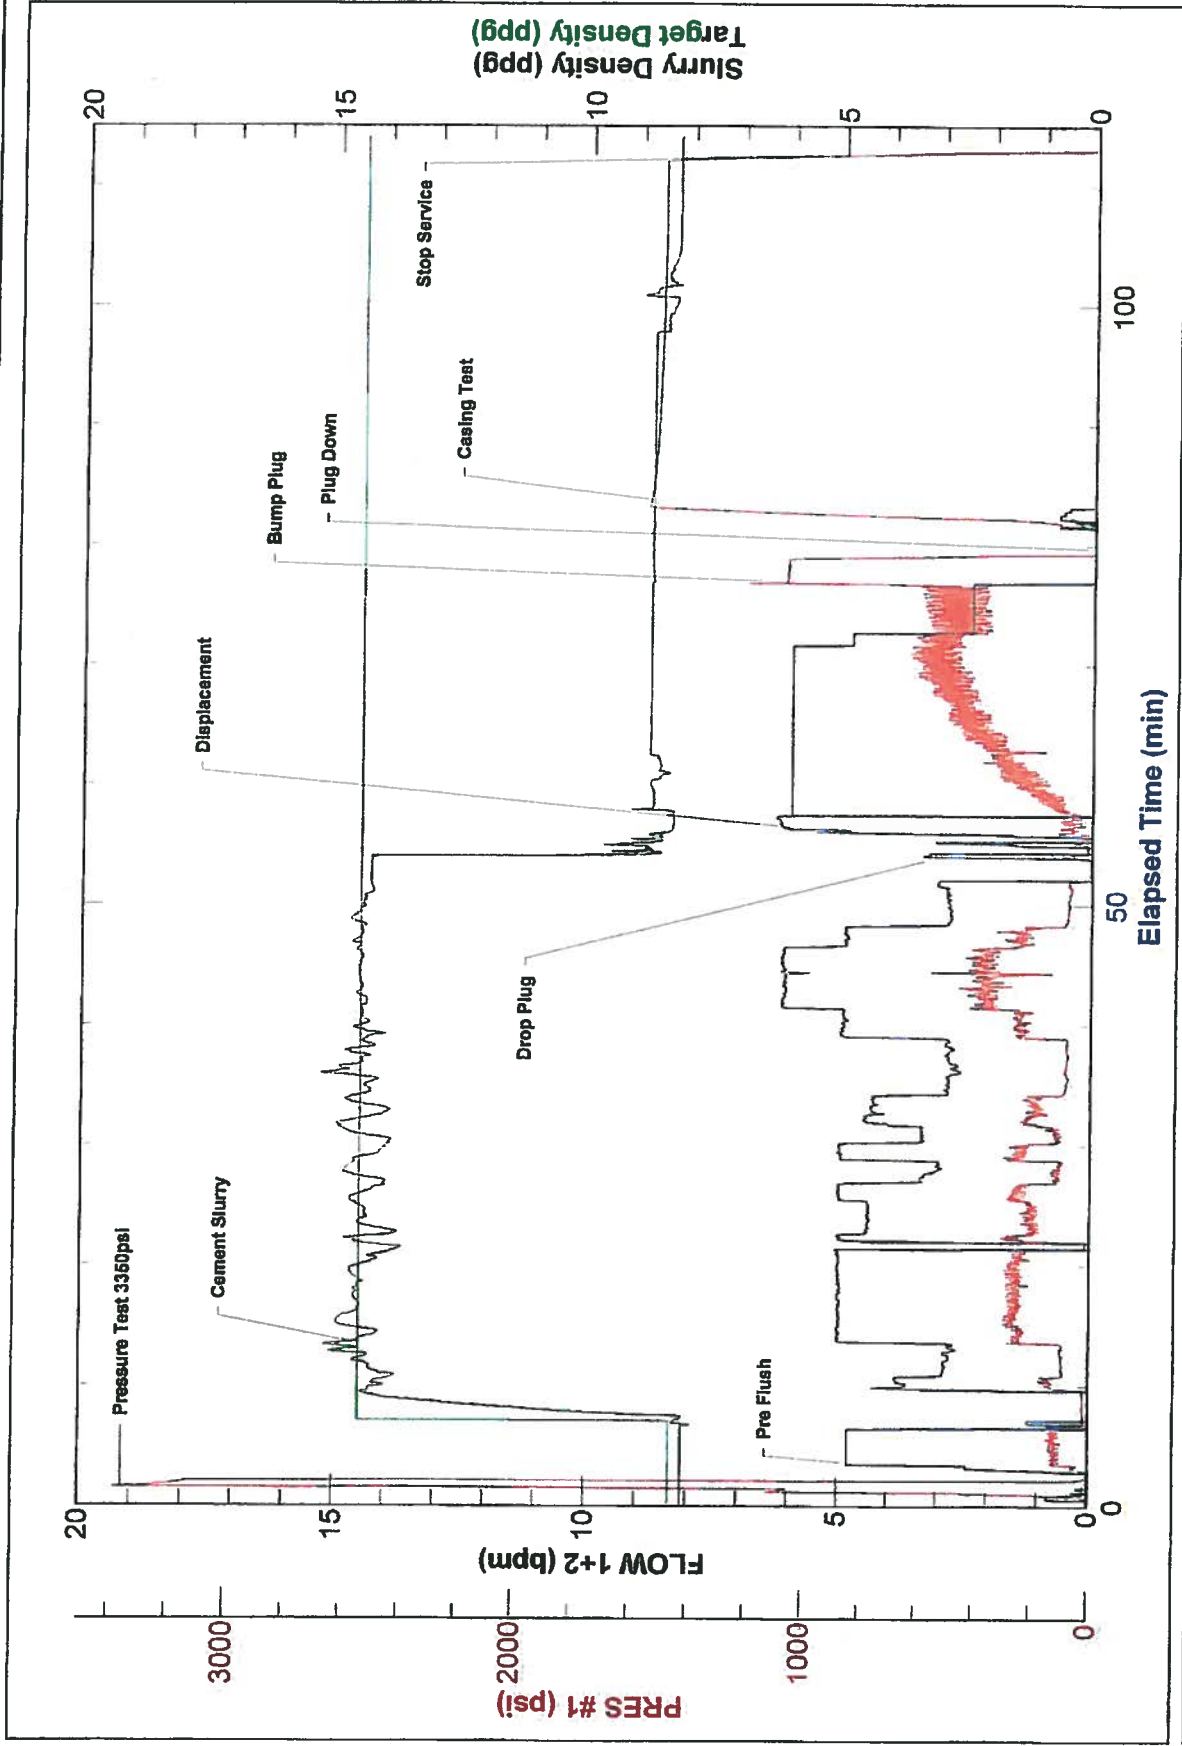 PRES #1 (psi)
3000
2000
1000
0
FLOW 1+2 (bpm)
20
15
10
5
0
Pressure Test 3350psi
Cement Slurry
Pre Flush
Drop Plug
Displacement
Bump Plug
Plug Down
Casing Test
Stop Service
0
50
100
Elapsed Time (min)
20
15
10
5
0
Slurry Density (ppg)
Target Density (ppg)